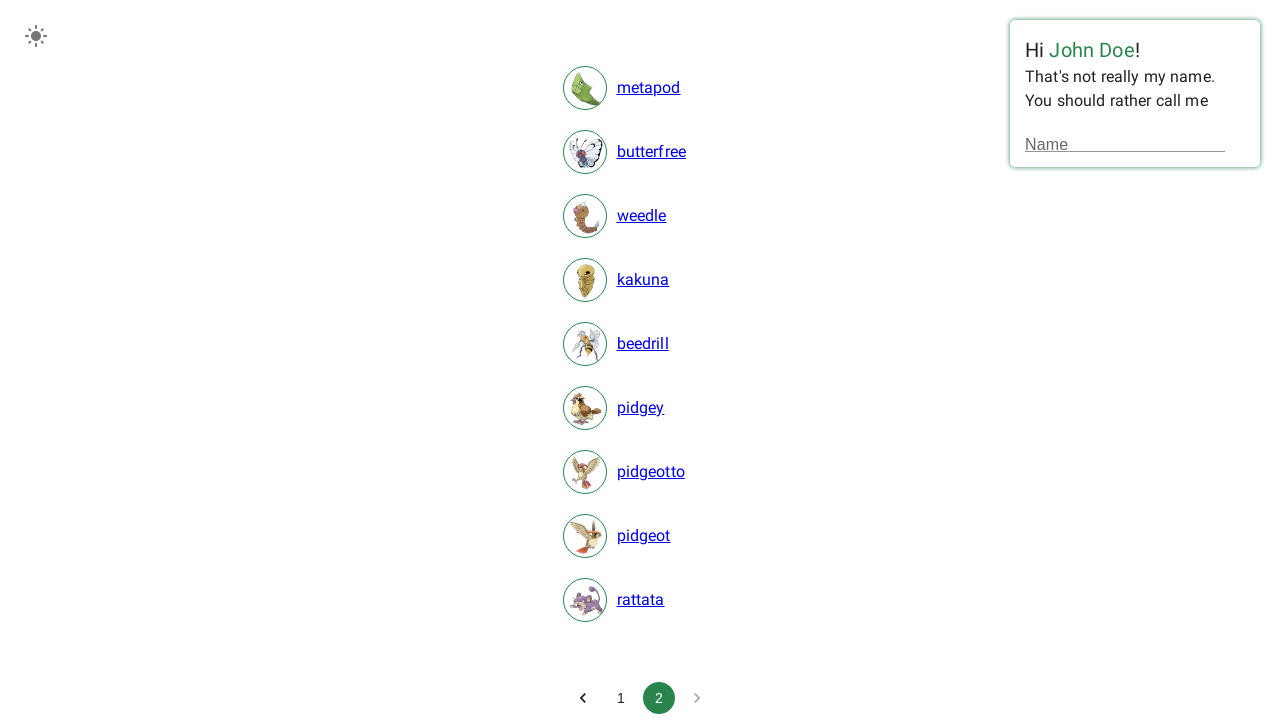 Hi John Doe!
That's not really my name.
You should rather call me
Name
metapod
butterfree
weedle
kakuna
beedrill
pidgey
pidgeotto
pidgeot
rattata
1 2